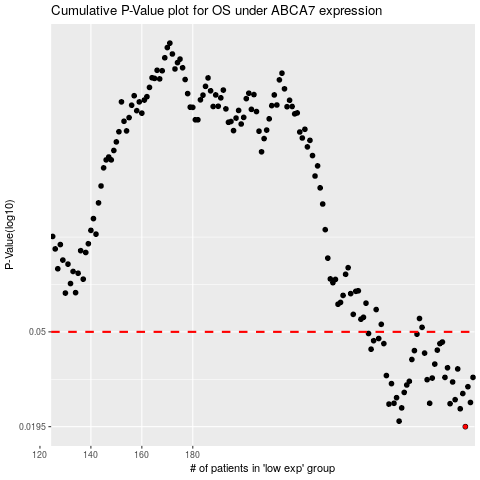 Cumulative P-Value plot for OS under ABCA7 expression
P-Value(log10)
0.05
0.0195
120 140 160 180
# of patients in 'low exp' group